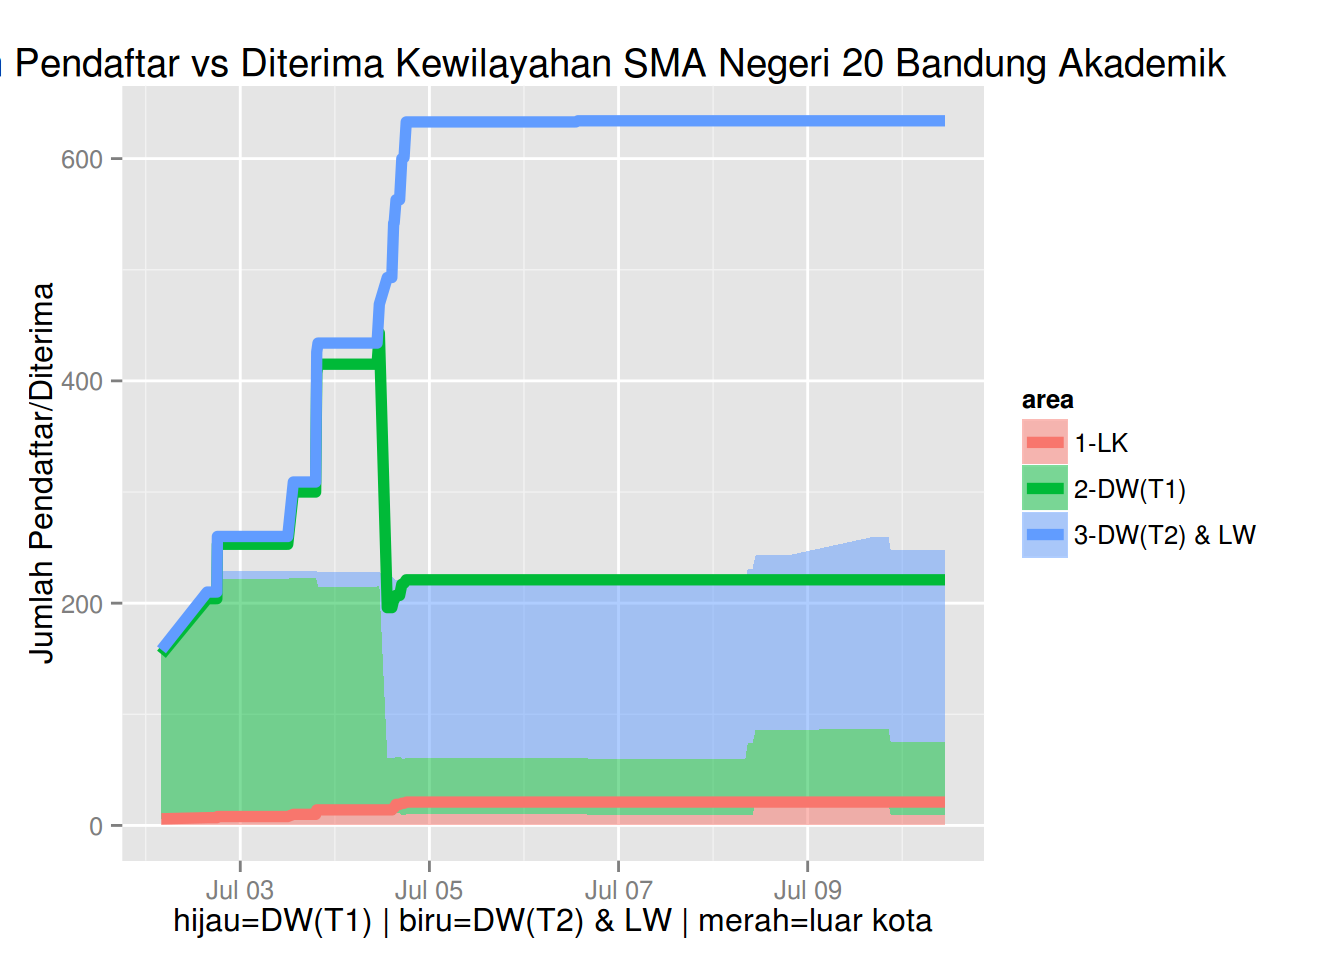 Pendaftar vs Diterima Kewilayahan SMA Negeri 20 Bandung Akademik
600
400
200
0
Jumlah Pendaftar/Diterima
Jul 03
Jul 05
Jul 07
Jul 09
hijau=DW(T1) | biru=DW(T2) & LW | merah=luar kota
area
1-LK
2-DW(T1)
3-DW(T2) & LW